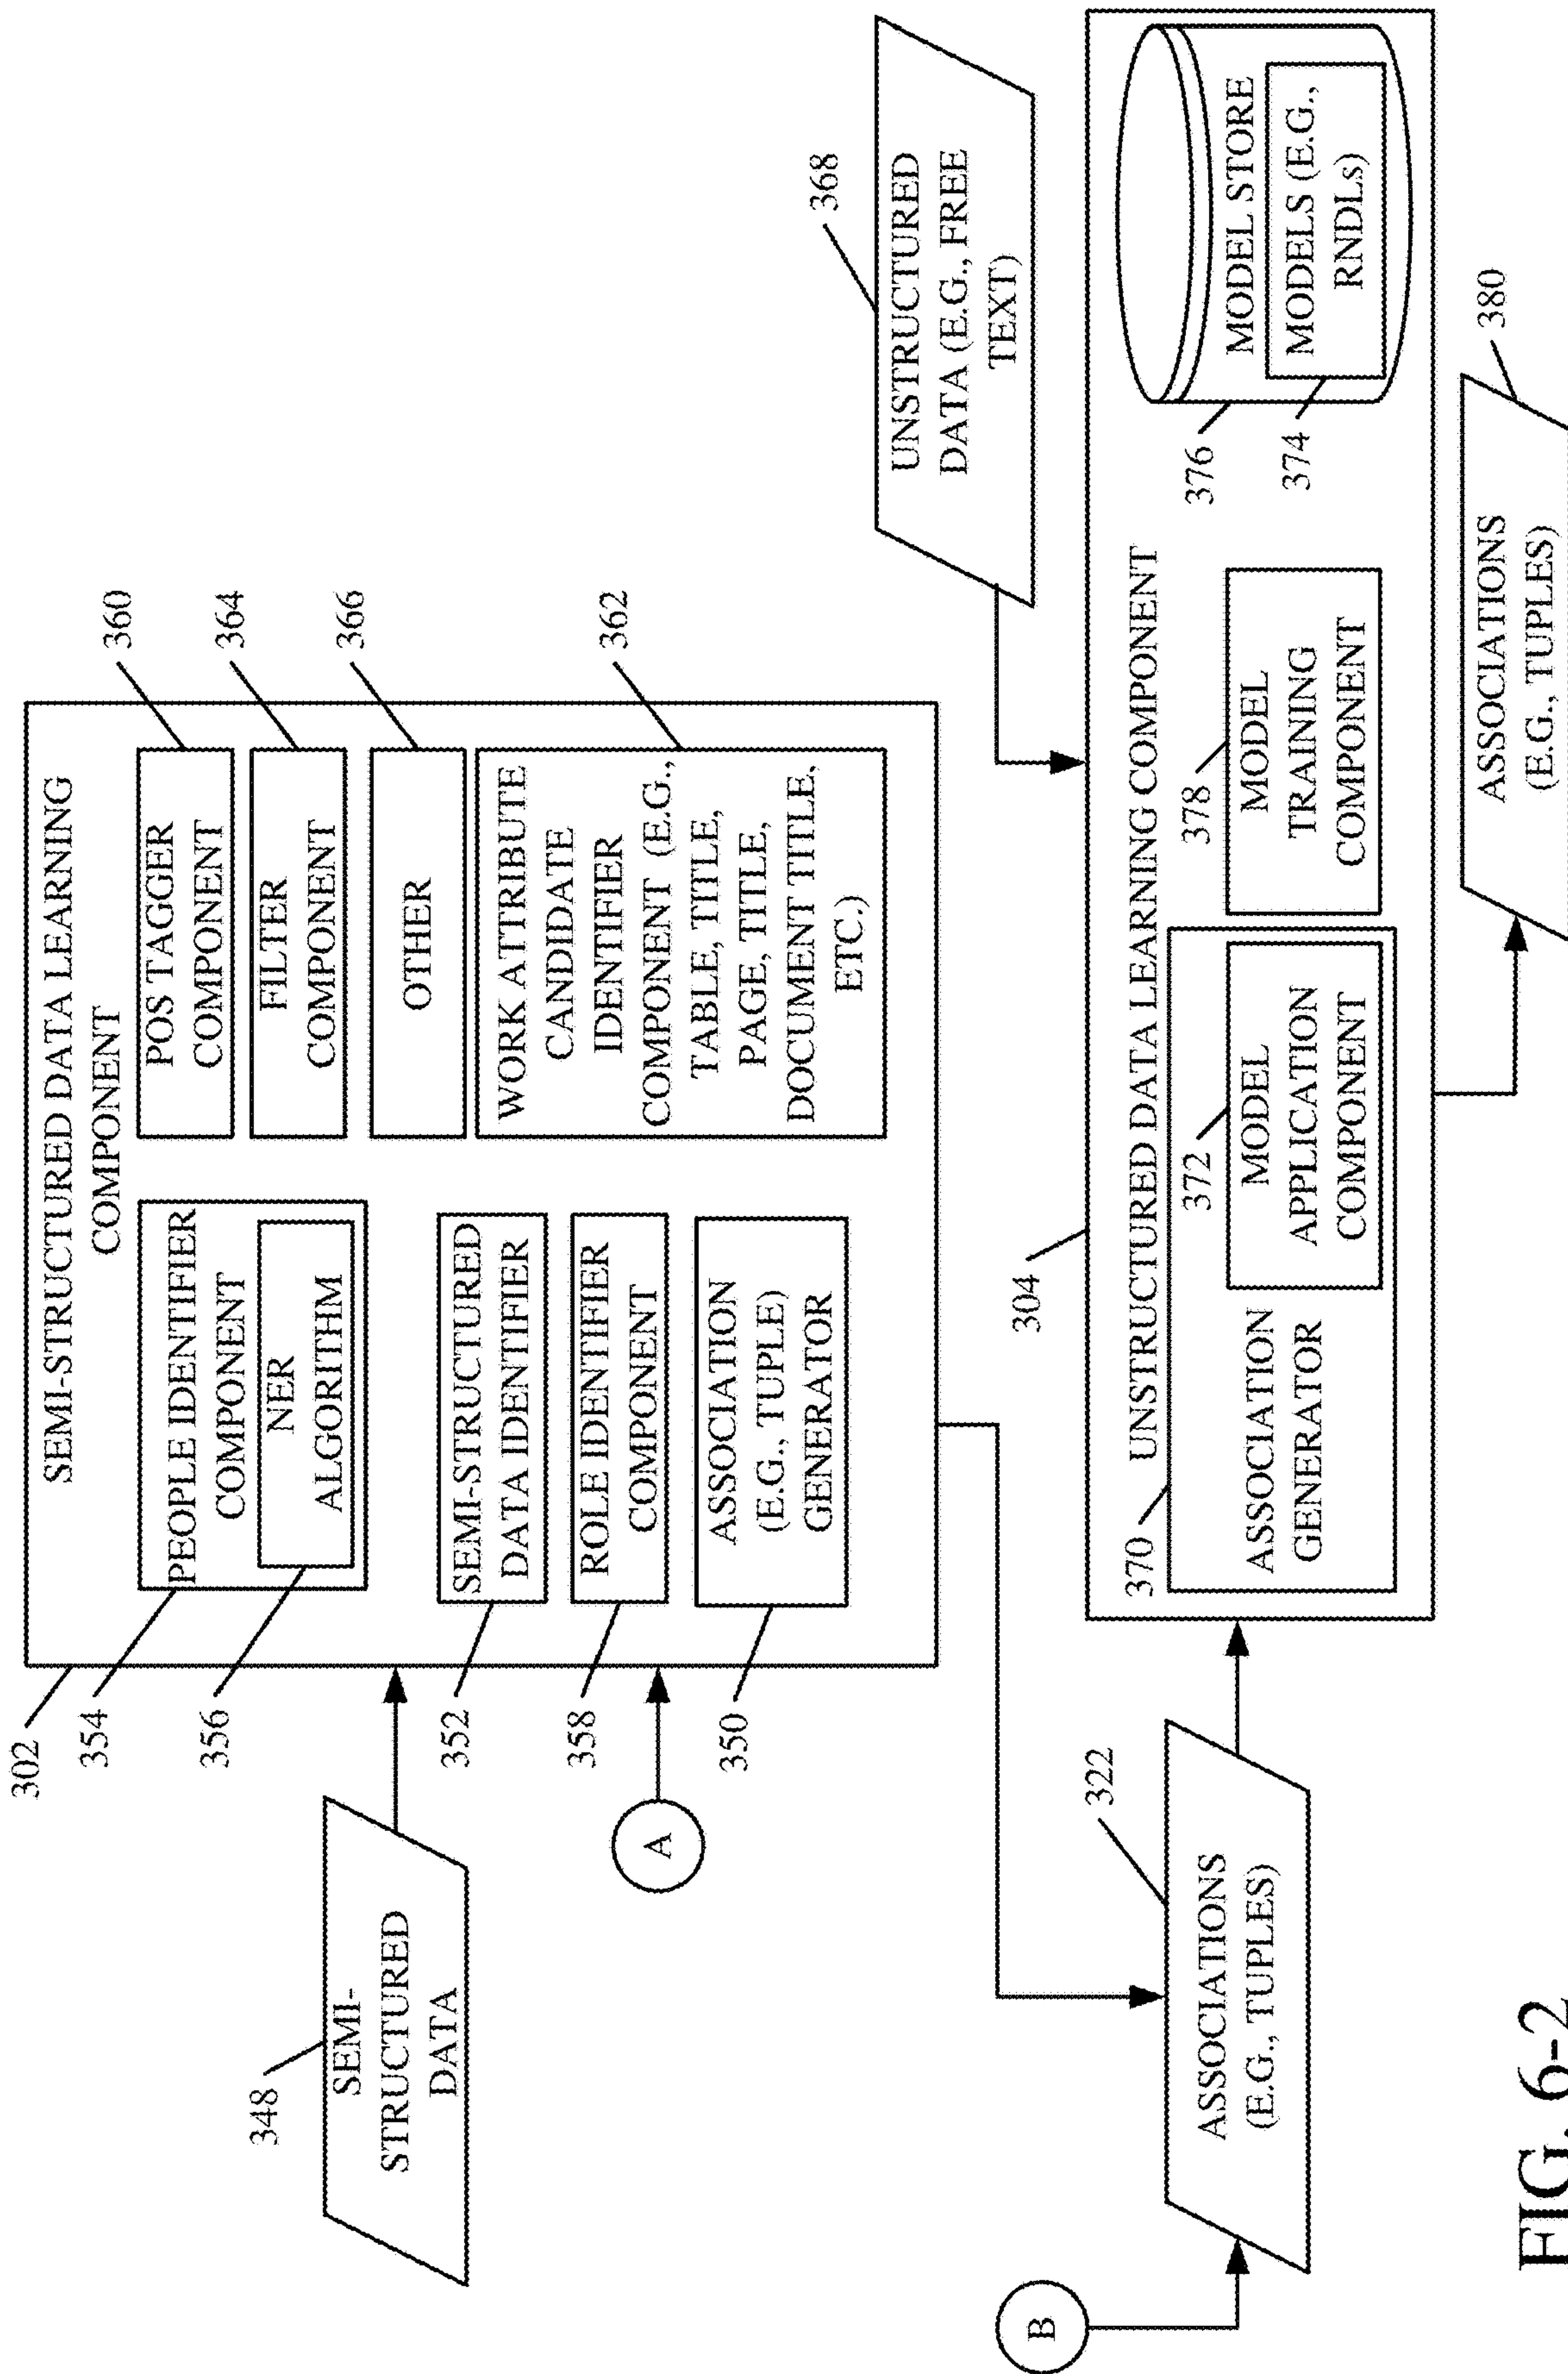 302
354
356
SEMI-STRUCTURED DATA LEARNING
COMPONENT
PEOPLE IDENTIFIER
COMPONENT
NER
ALGORITHM
POS TAGGER
COMPONENT
360
FILTER
COMPONENT
364
OTHER
366
348
SEMI-
STRUCTURED
DATA
352
SEMI-STRUCTURED
DATA IDENTIFIER
358
ROLE IDENTIFIER
COMPONENT
350
ASSOCIATION
(E.G., TUPLE)
GENERATOR
WORK ATTRIBUTE
CANDIDATE
IDENTIFIER
COMPONENT (E.G.,
TABLE, TITLE,
PAGE, TITLE,
DOCUMENT TITLE,
ETC.)
362
A
368
UNSTRUCTURED
DATA (E.G., FREE
TEXT)
B
322
ASSOCIATIONS
(E.G., TUPLES)
304
UNSTRUCTURED DATA LEARNING COMPONENT
370
ASSOCIATION
GENERATOR
372
MODEL
APPLICATION
COMPONENT
378
MODEL
TRAINING
COMPONENT
376
MODEL STORE
374
MODELS (E.G.,
RNDLs)
ASSOCIATIONS
(E.G., TUPLES)
380
FIG. 6-2